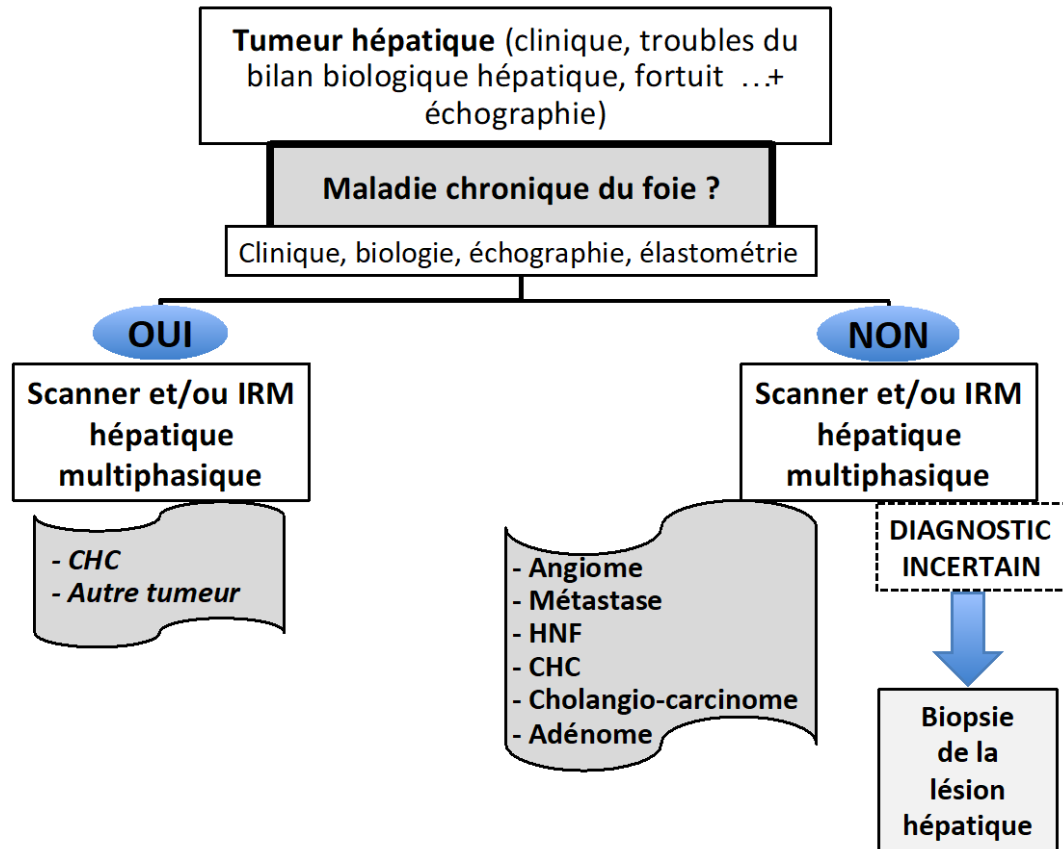 Tumeur hépatique (clinique, troubles du
bilan biologique hépatique, fortuit …+
échographie)
Maladie chronique du foie ?
Clinique, biologie, échographie, élastométrie
OUI
NON
Scanner et/ou IRM
hépatique
multiphasique
Scanner et/ou IRM
hépatique
multiphasique
- CHC
- Autre tumeur
- Angiome
- Métastase
- HNF
- CHC
- Cholangio-carcinome
- Adénome
DIAGNOSTIC
INCERTAIN
Biopsie
de la
lésion
hépatique